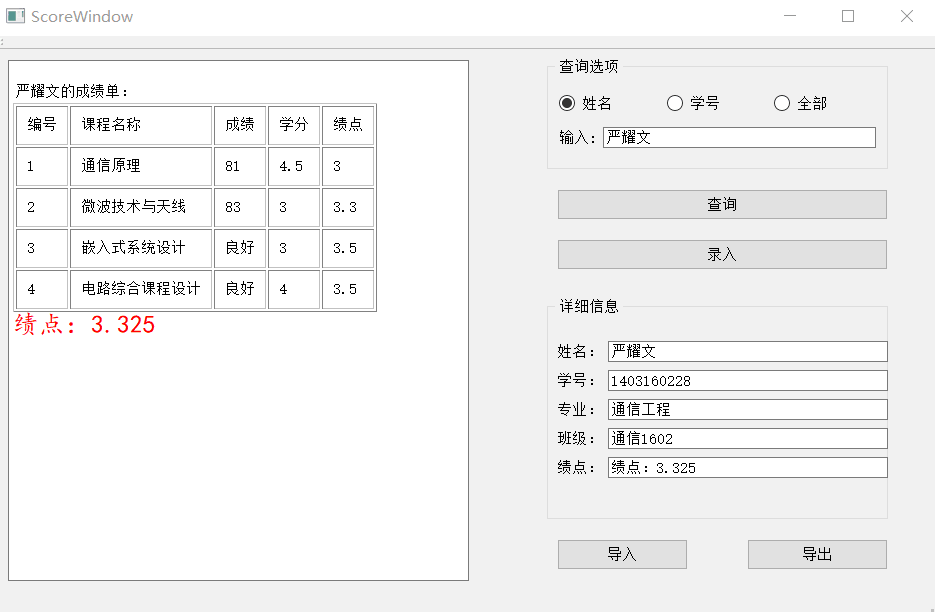 ScoreWindow
严耀文的成绩单：
编号 课程名称 成绩 学分 绩点
1 通信原理 81 4.5 3
2 微波技术与天线 83 3 3.3
3 嵌入式系统设计 良好 3 3.5
4 电路综合课程设计 良好 4 3.5
绩点：3.325
查询选项
姓名 学号 全部
输入：严耀文
查询
录入
详细信息
姓名：严耀文
学号：1403160228
专业：通信工程
班级：通信1602
绩点：绩点：3.325
导入 导出